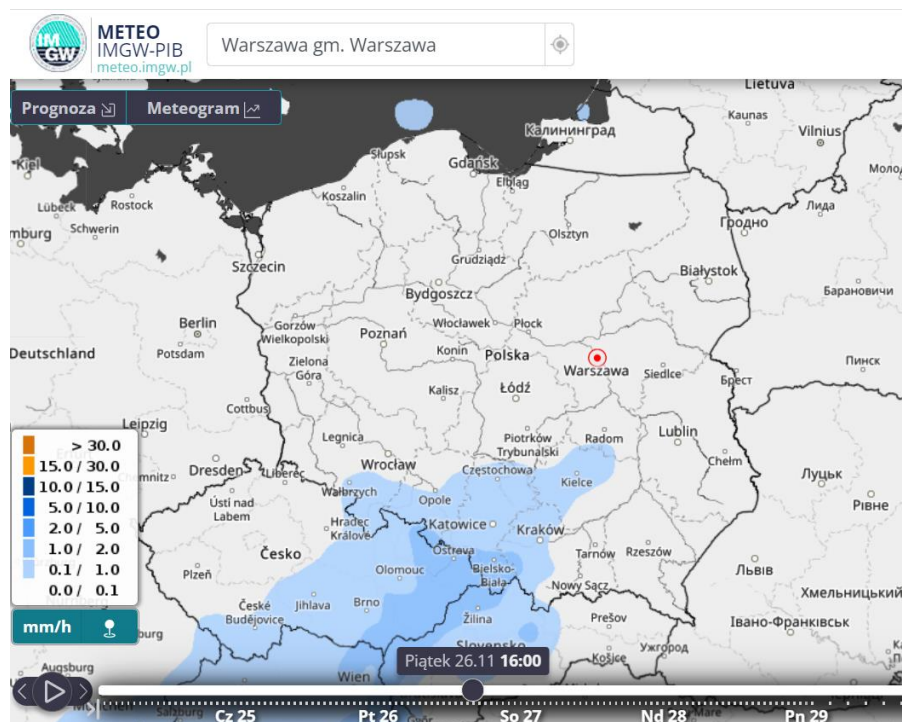 IM
GW
METEO
IMGW-PIB
meteo.imgw.pl
Warszawa gm. Warszawa
Prognoza
Meteogram
Lietuva
Kaunas
Vilnius
Калининград
Kiel
Słupsk
Gdańsk
Elbląg
Koszalin
Lübeck
Rostock
Лида
Schwerin
mburg
Гродно
Olsztyn
Szczecin
Grudziądz
Białystok
Bydgoszcz
Барановичи
Berlin
Gorzów
Wielkopolski
Poznań
Włocławek
Płock
Deutschland
Potsdam
Konin
Polska
Zielona
Góra
Warszawa
Siedlce
Брест
Пинск
Kalisz
Łódź
Cottbus
Leipzig
Legnica
Piotrków
Trybunalski
Radom
Lublin
Chełm
Wrocław
Częstochowa
Kielce
Луцьк
Рівне
> 30.0
15.0 / 30.0
10.0 / 15.0
5.0 / 10.0
2.0 / 5.0
1.0 / 2.0
0.1 / 1.0
0.0 / 0.1
mm/h
Dresden
Liberec
Wałbrzych
Opole
Ústí nad
Labem
Hradec
Králové
Katowice
Kraków
Česko
Ostrava
Tarnów
Rzeszów
Львів
Plzeň
Olomouc
Bielsko-
Biała
Nowy Sącz
Хмельницький
České
Budějovice
Jihlava
Brno
Žilina
Prešov
Івано-Франківськ
Slovensko
Košice
Ужгород
Augsburg
Wien
Piątek 26.11 16:00
Salzburg
Cz 25
Pt 26
So 27
Nd 28
Pn 29